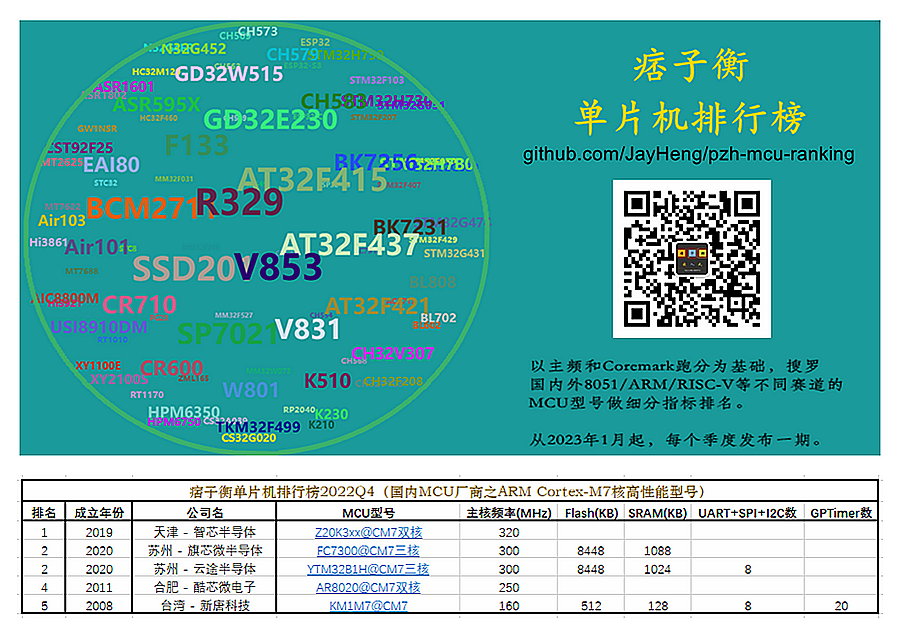 CH573
CH569
N32G452
ESP32
CH579
STM32H750
HC32M120
GD32W515
STM32F103
ASR1601
ASR1802
ASR595X
CH583
HC32F460
GD32E230
STM32F207
GW1NSR
F133
CST92F25
BK7256
MT2625
EAI80
STC32
MM32F031
AT32F415
MT7622
BCM2711
R329
Air103
BK7231
STM32G474
Hi3861
Air101
AT32F437
STM32F429
STM32G431
MT7688
SSD201
V853
BL808
AIC8800M
CR710
AT32F421
MM32F527
BL702
USI8910DM
SP7021
V831
RT1010
CH32V307
XY1100E
CR600
XY2100S
ZML165
K510
CH32F208
RT1170
W801
HPM6350
RP2040
K230
HPM6750
TKM32F499
K210
CS32G020
痞子衡
单片机排行榜
github.com/JayHeng/pzh-mcu-ranking
以主频和Coremark跑分为基础，搜罗
国内外8051/ARM/RISC-V等不同赛道的
MCU型号做细分指标排名。
从2023年1月起，每个季度发布一期。
痞子衡单片机排行榜2022Q4（国内MCU厂商之ARM Cortex-M7核高性能型号）
排名 成立年份 公司名 MCU型号 主核频率(MHz) Flash(KB) SRAM(KB) UART+SPI+I2C数 GPTimer数
1 2019 天津 - 智芯半导体 Z20K3xx@CM7双核 320
2 2020 苏州 - 旗芯微半导体 FC7300@CM7三核 300 8448 1088
2 2020 苏州 - 云途半导体 YTM32B1H@CM7三核 300 8448 1024 8
4 2011 合肥 - 酷芯微电子 AR8020@CM7双核 250
5 2008 台湾 - 新唐科技 KM1M7@CM7 160 512 128 8 20